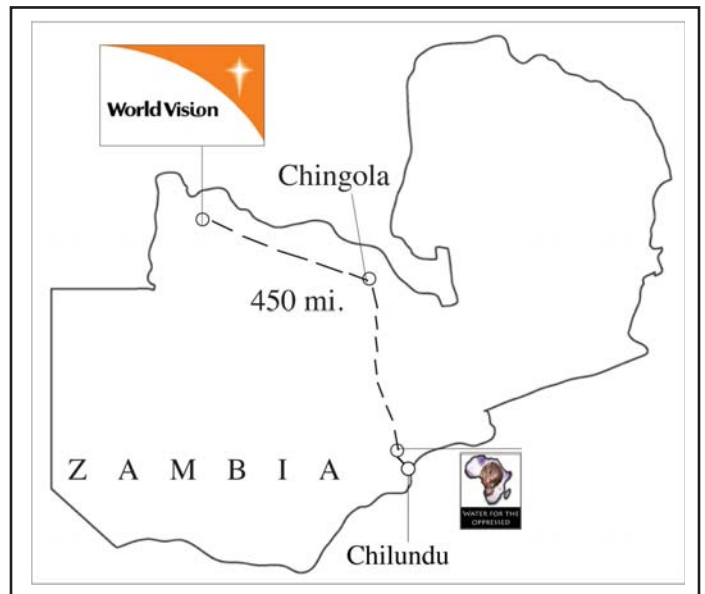 World Vision
Chingola
450 mi.
Z A M B I A
WATER FOR THE
OPPRESSED
Chilundu